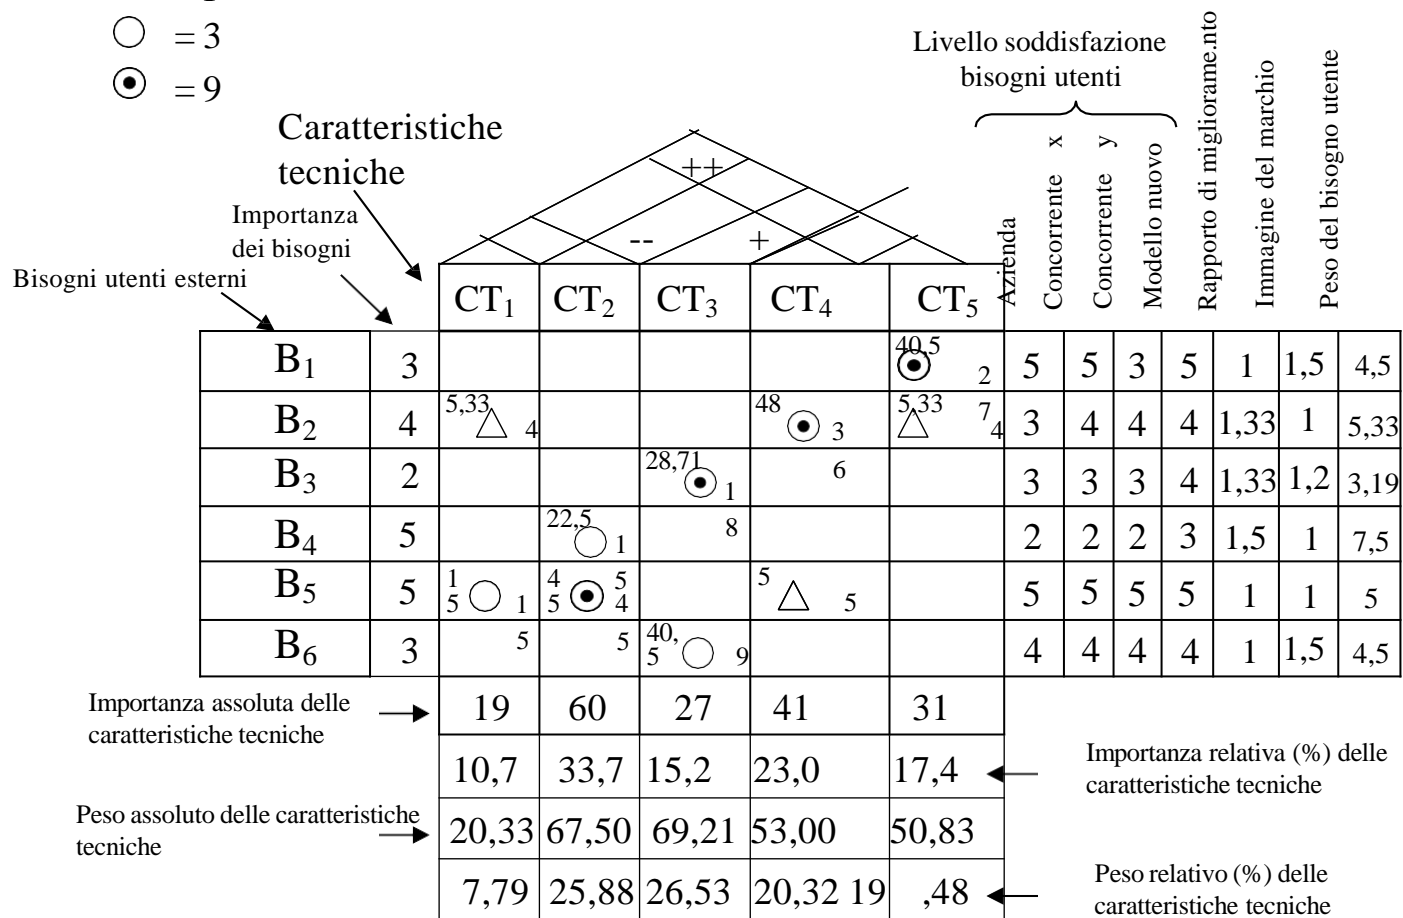 = 3
= 9
Livello soddisfazione
bisogni utenti
Caratteristiche
tecniche
Importanza
dei bisogni
Bisogni utenti esterni
Azienda
Concorrente x
Concorrente y
Modello nuovo
Rapporto di migliorame.nto
Immagine del marchio
Peso del bisogno utente
++
-- +
CT1 CT2 CT3 CT4 CT5
B1 3 40,5 2 5 5 3 5 1 1,5 4,5
B2 4 5,33 4 48 3 5,33 7 4 3 4 4 4 1,33 1 5,33
B3 2 28,71 1 6 3 3 3 4 1,33 1,2 3,19
B4 5 22,5 1 8 2 2 2 3 1,5 1 7,5
B5 5 1 5 1 4 5 5 4 5 5 5 5 5 5 1 1 5
B6 3 5 5 40, 5 9 4 4 4 4 1 1,5 4,5
Importanza assoluta delle
caratteristiche tecniche
19 60 27 41 31
10,7 33,7 15,2 23,0 17,4
Importanza relativa (%) delle
caratteristiche tecniche
Peso assoluto delle caratteristiche
tecniche
20,33 67,50 69,21 53,00 50,83
7,79 25,88 26,53 20,32 19 ,48
Peso relativo (%) delle
caratteristiche tecniche